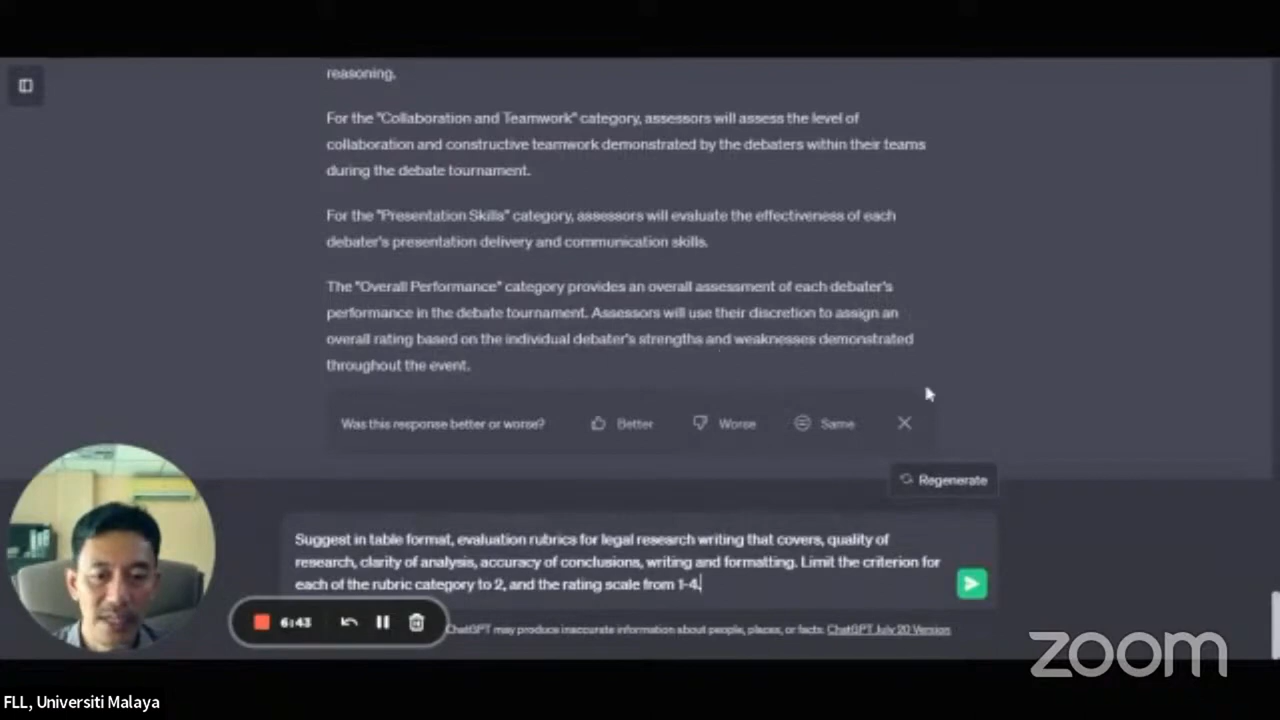 reasoning.
For the "Collaboration and Teamwork" category, assessors will assess the level of
collaboration and constructive teamwork demonstrated by the debaters within their teams
during the debate tournament.
For the "Presentation Skills" category, assessors will evaluate the effectiveness of each
debater's presentation delivery and communication skills.
The "Overall Performance" category provides an overall assessment of each debater's
performance in the debate tournament. Assessors will use their discretion to assign an
overall rating based on the individual debater's strengths and weaknesses demonstrated
throughout the event.
Was this response better or worse? Better Worse Same
Regenerate
Suggest in table format, evaluation rubrics for legal research writing that covers, quality of
research, clarity of analysis, accuracy of conclusions, writing and formatting. Limit the criterion for
each of the rubric category to 2, and the rating scale from 1-4.
6:43
ChatGPT may produce inaccurate information about people, places, or facts. ChatGPT July 20 Version
zoom
FLL, Universiti Malaya